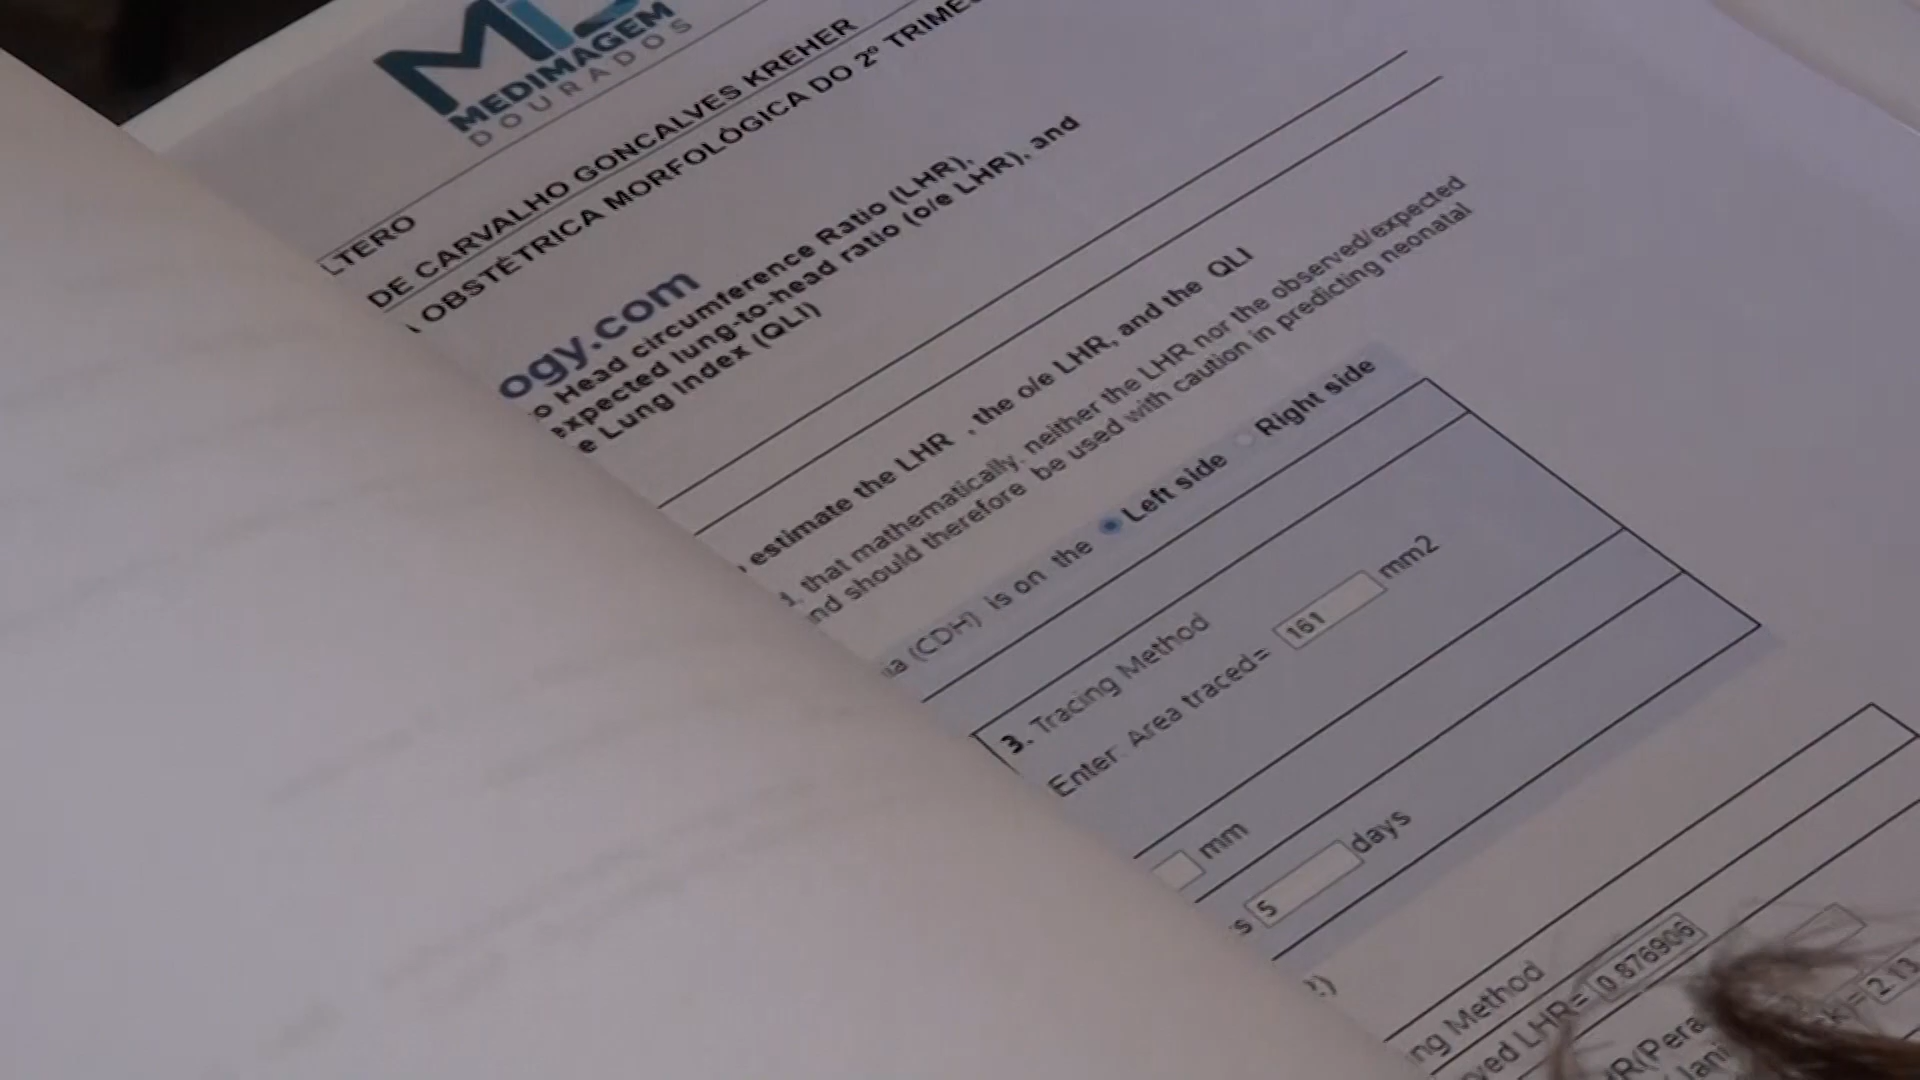 MEDIMAGEM
DOURADOS
LTERO
DE CARVALHO GONCALVES KREHER
OBSTÉTRICA MORFOLÓGICA DO 2º
ogy.com
o Head circumference Ratio (LHR),
expected lung-to-head ratio (o/e LHR), and
e Lung Index (QLI)
estimate the LHR , the o/e LHR, and the QLI
that mathematically, neither the LHR nor the observed/expected
nd should therefore be used with caution in predicting neonatal
(CDH) is on the Left side Right side
3. Tracing Method
Enter: Area traced= 161 mm2
mm
s 5 days
ng Method
LHR= 0.876906
2.13